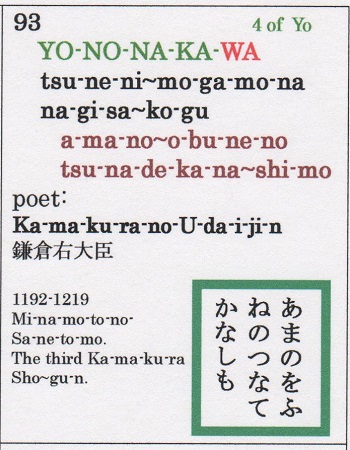 93
4 of Yo
YO-NO-NA-KA-WA
tsu-ne-ni~mo-ga-mo-na
na-gi-sa~ko-gu
a-ma-no~o-bu-ne-no
tsu-na-de-ka-na~shi-mo
poet:
Ka-ma-ku-ra-no-U-da-i-ji-n
鎌倉右大臣
1192-1219
Mi-na-mo-to-no-
Sa-ne-to-mo.
The third Ka-ma-ku-ra
Sho~gu-n.
あまのをふ
ねのつなて
かなしも